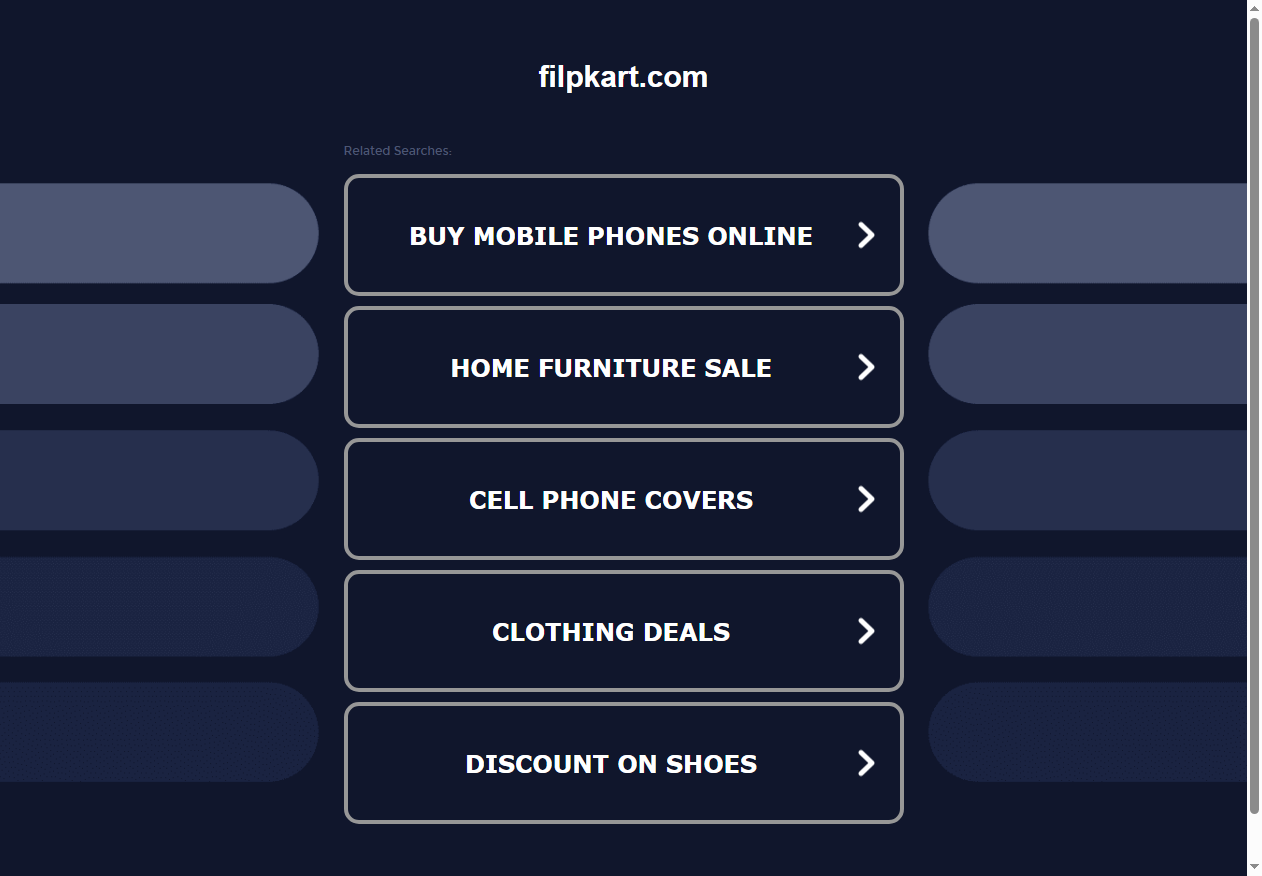 filpkart.com
Related Searches:
BUY MOBILE PHONES ONLINE
HOME FURNITURE SALE
CELL PHONE COVERS
CLOTHING DEALS
DISCOUNT ON SHOES